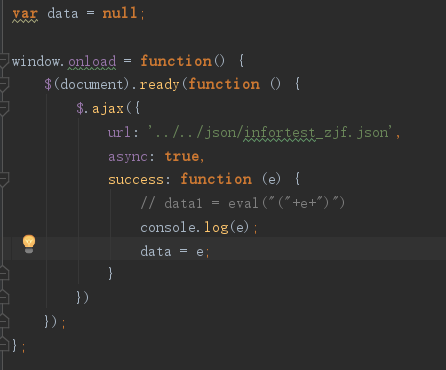 var data = null;
window.onload = function() {
$(document).ready(function () {
$.ajax({
url: '../../json/infortest_zjf.json',
async: true,
success: function (e) {
// data1 = eval("("+e+")")
console.log(e);
data = e;
}
})
});
};